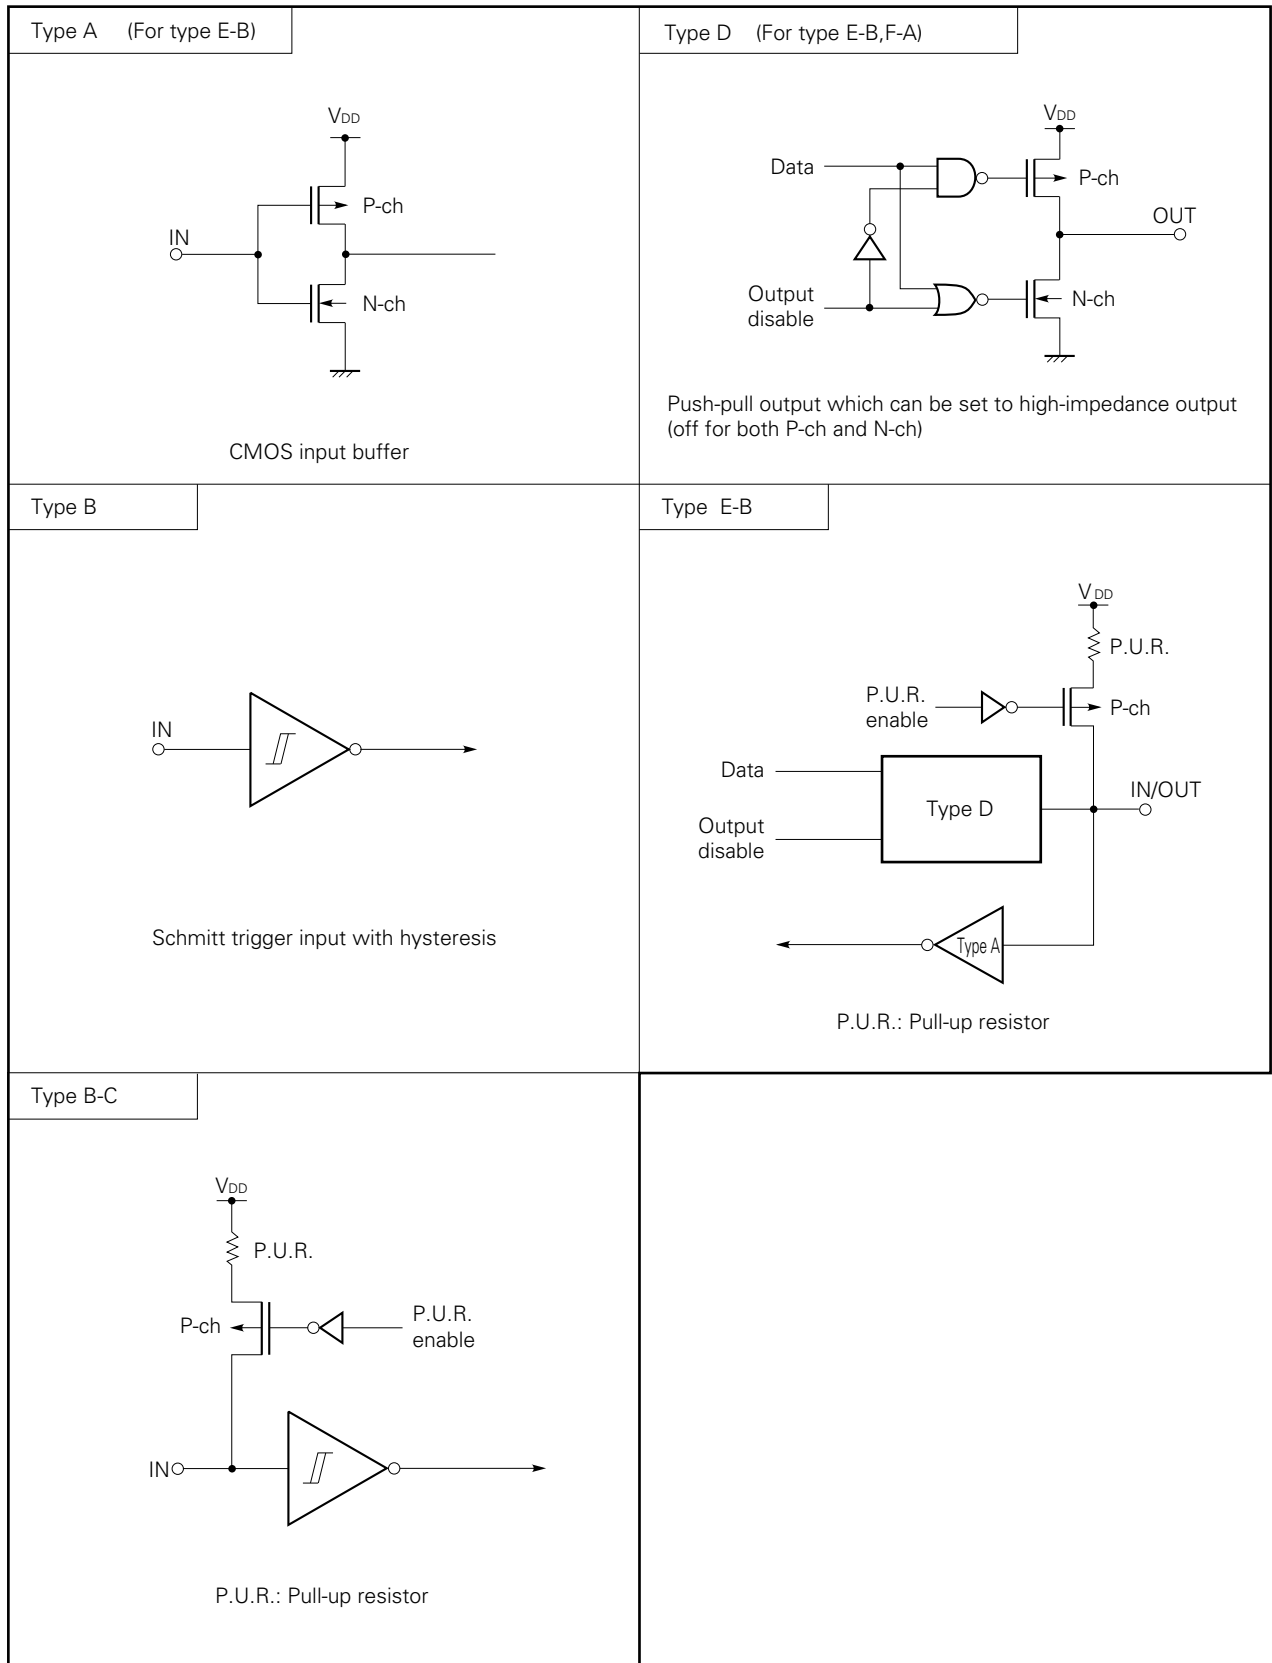 Type A (For type E-B)
VDD
P-ch
IN
N-ch
CMOS input buffer
Type D (For type E-B,F-A)
VDD
Data
P-ch
OUT
Output
disable
N-ch
Push-pull output which can be set to high-impedance output
(off for both P-ch and N-ch)
Type B
IN
Schmitt trigger input with hysteresis
Type E-B
VDD
P.U.R.
P.U.R.
enable
P-ch
Data
IN/OUT
Type D
Output
disable
Type A
P.U.R.: Pull-up resistor
Type B-C
VDD
P.U.R.
P-ch
P.U.R.
enable
IN
P.U.R.: Pull-up resistor